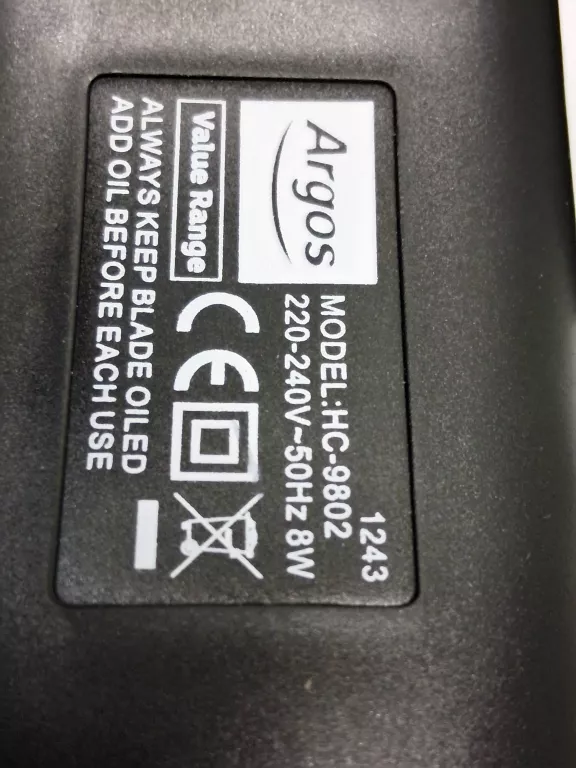 1243
Argos
MODEL:HC-9802
220-240V~50Hz 8W
Value Range
CE
ALWAYS KEEP BLADE OILED
ADD OIL BEFORE EACH USE